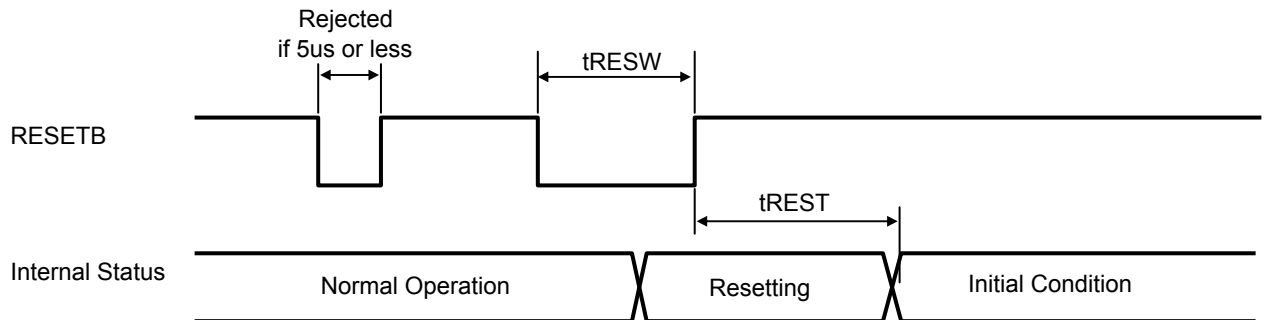 Rejected
if 5us or less
tRESW
RESETB
tREST
Internal Status
Normal Operation
Resetting
Initial Condition